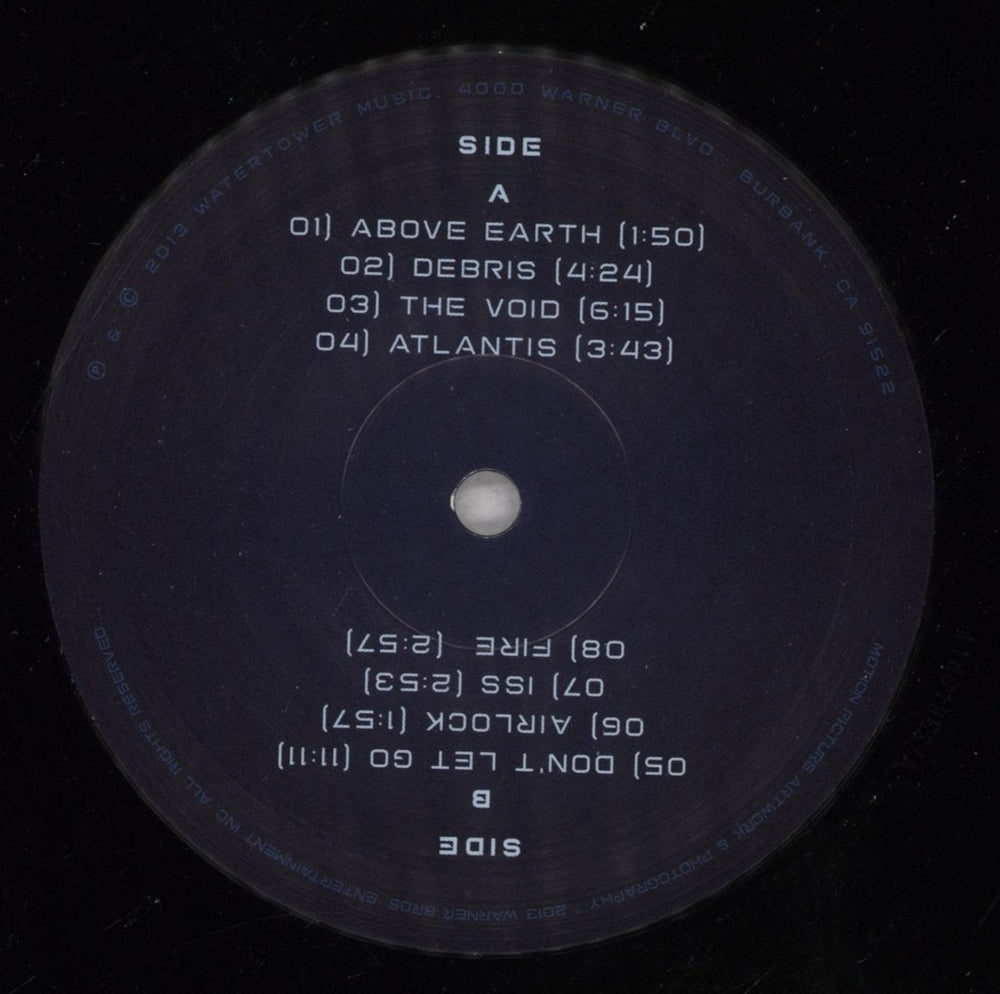 Ⓟ & © 2013 WATERTOWER MUSIC. 4000 WARNER BLVD. BURBANK, CA 91522
SIDE
A
01) ABOVE EARTH (1:50)
02) DEBRIS (4:24)
03) THE VOID (6:15)
04) ATLANTIS (3:43)
SIDE
B
05) DON'T LET GO (11:11)
06) AIRLOCK (1:57)
07) ISS (2:53)
08) FIRE (2:57)
MOTION PICTURE ARTWORK & PHOTOGRAPHY © 2013 WARNER BROS ENTERTAINMENT INC. ALL RIGHTS RESERVED